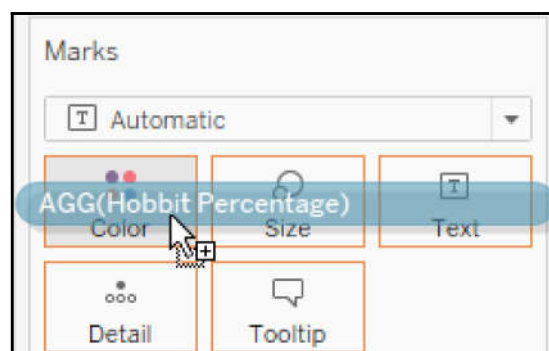 Marks
T Automatic
AGG(Hobbit Percentage)
T
Color Size Text
Detail Tooltip